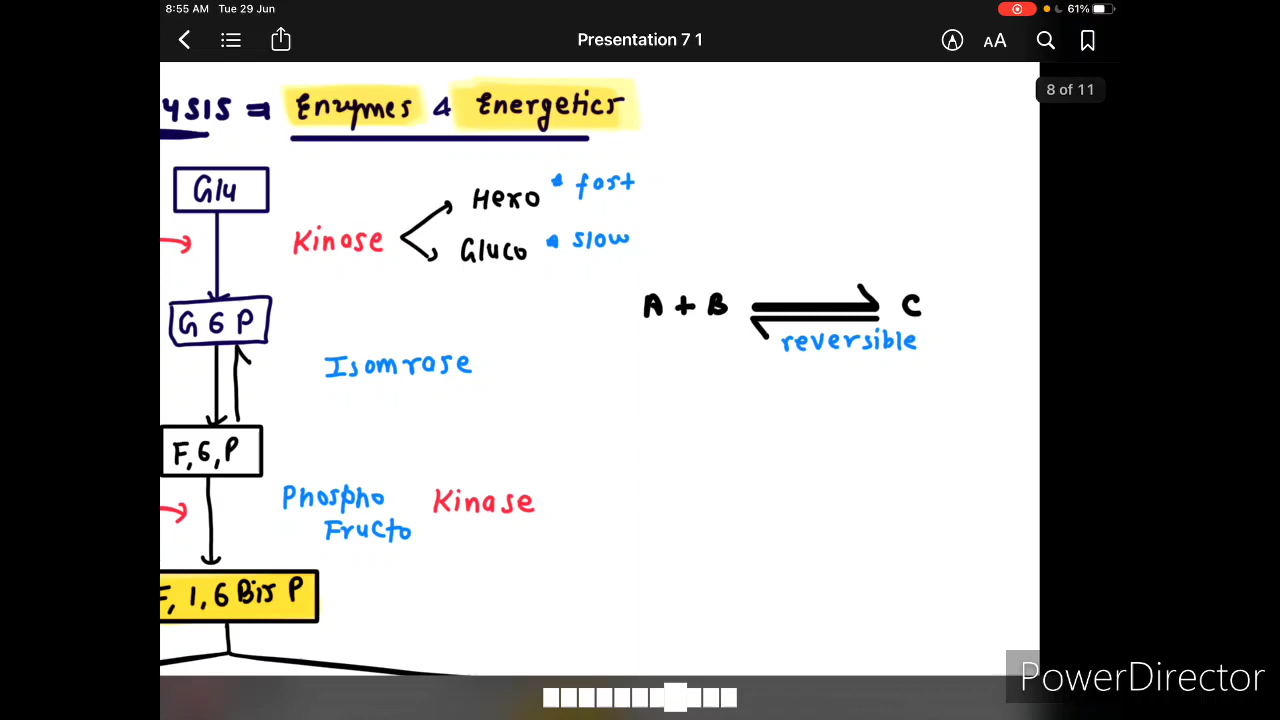 8:55 AM Tue 29 Jun 61%
Presentation 7 1
AA
8 of 11
YSIS = Enzymes & Energetics
Glu
Kinase
Hexo • fast
Gluco • slow
G 6 P
A + B C
reversible
Isomrase
F, 6, P
Phospho Kinase
Fructo
F, 1, 6 Bis P
PowerDirector